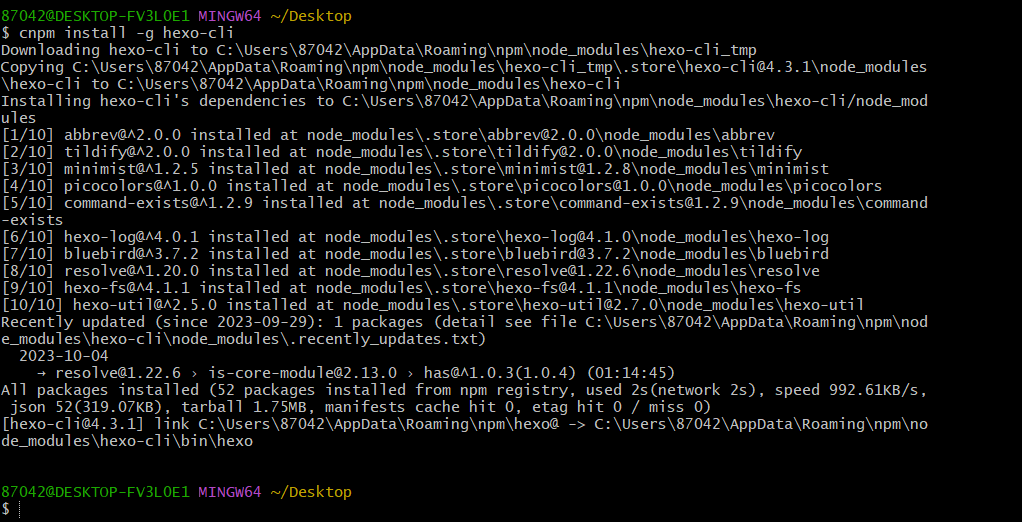 87042@DESKTOP-FV3L0E1 MINGW64 ~/Desktop
$ cnpm install -g hexo-cli
Downloading hexo-cli to C:\Users\87042\AppData\Roaming\npm\node_modules\hexo-cli_tmp
Copying C:\Users\87042\AppData\Roaming\npm\node_modules\hexo-cli_tmp\.store\hexo-cli@4.3.1\node_modules
\hexo-cli to C:\Users\87042\AppData\Roaming\npm\node_modules\hexo-cli
Installing hexo-cli's dependencies to C:\Users\87042\AppData\Roaming\npm\node_modules\hexo-cli/node_mod
ules
[1/10] abbrev@^2.0.0 installed at node_modules\.store\abbrev@2.0.0\node_modules\abbrev
[2/10] tildify@^2.0.0 installed at node_modules\.store\tildify@2.0.0\node_modules\tildify
[3/10] minimist@^1.2.5 installed at node_modules\.store\minimist@1.2.8\node_modules\minimist
[4/10] picocolors@^1.0.0 installed at node_modules\.store\picocolors@1.0.0\node_modules\picocolors
[5/10] command-exists@^1.2.9 installed at node_modules\.store\command-exists@1.2.9\node_modules\command
-exists
[6/10] hexo-log@^4.0.1 installed at node_modules\.store\hexo-log@4.1.0\node_modules\hexo-log
[7/10] bluebird@^3.7.2 installed at node_modules\.store\bluebird@3.7.2\node_modules\bluebird
[8/10] resolve@^1.20.0 installed at node_modules\.store\resolve@1.22.6\node_modules\resolve
[9/10] hexo-fs@^4.1.1 installed at node_modules\.store\hexo-fs@4.1.1\node_modules\hexo-fs
[10/10] hexo-util@^2.5.0 installed at node_modules\.store\hexo-util@2.7.0\node_modules\hexo-util
Recently updated (since 2023-09-29): 1 packages (detail see file C:\Users\87042\AppData\Roaming\npm\nod
e_modules\hexo-cli\node_modules\.recently_updates.txt)
2023-10-04
→ resolve@1.22.6 › is-core-module@2.13.0 › has@^1.0.3(1.0.4) (01:14:45)
All packages installed (52 packages installed from npm registry, used 2s(network 2s), speed 992.61KB/s,
json 52(319.07KB), tarball 1.75MB, manifests cache hit 0, etag hit 0 / miss 0)
[hexo-cli@4.3.1] link C:\Users\87042\AppData\Roaming\npm\hexo@ -> C:\Users\87042\AppData\Roaming\npm\no
de_modules\hexo-cli\bin\hexo
87042@DESKTOP-FV3L0E1 MINGW64 ~/Desktop
$